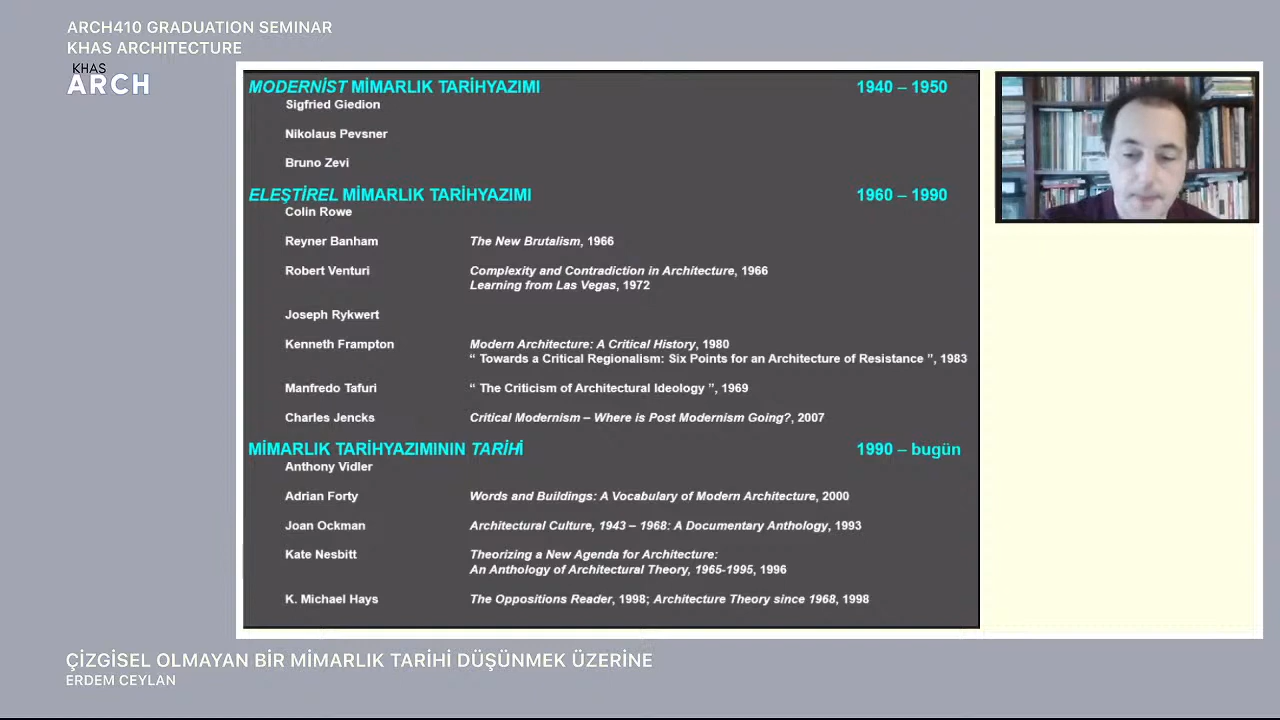 ARCH410 GRADUATION SEMINAR
KHAS ARCHITECTURE
KHAS
ARCH
MODERNİST MİMARLIK TARİHYAZIMI 1940 – 1950
Sigfried Giedion
Nikolaus Pevsner
Bruno Zevi
ELEŞTİREL MİMARLIK TARİHYAZIMI 1960 – 1990
Colin Rowe
Reyner Banham The New Brutalism, 1966
Robert Venturi Complexity and Contradiction in Architecture, 1966
Learning from Las Vegas, 1972
Joseph Rykwert
Kenneth Frampton Modern Architecture: A Critical History, 1980
“ Towards a Critical Regionalism: Six Points for an Architecture of Resistance ”, 1983
Manfredo Tafuri “ The Criticism of Architectural Ideology ”, 1969
Charles Jencks Critical Modernism – Where is Post Modernism Going?, 2007
MİMARLIK TARİHYAZIMININ TARİHİ 1990 – bugün
Anthony Vidler
Adrian Forty Words and Buildings: A Vocabulary of Modern Architecture, 2000
Joan Ockman Architectural Culture, 1943 – 1968: A Documentary Anthology, 1993
Kate Nesbitt Theorizing a New Agenda for Architecture:
An Anthology of Architectural Theory, 1965-1995, 1996
K. Michael Hays The Oppositions Reader, 1998; Architecture Theory since 1968, 1998
ÇİZGİSEL OLMAYAN BİR MİMARLIK TARİHİ DÜŞÜNMEK ÜZERİNE
ERDEM CEYLAN